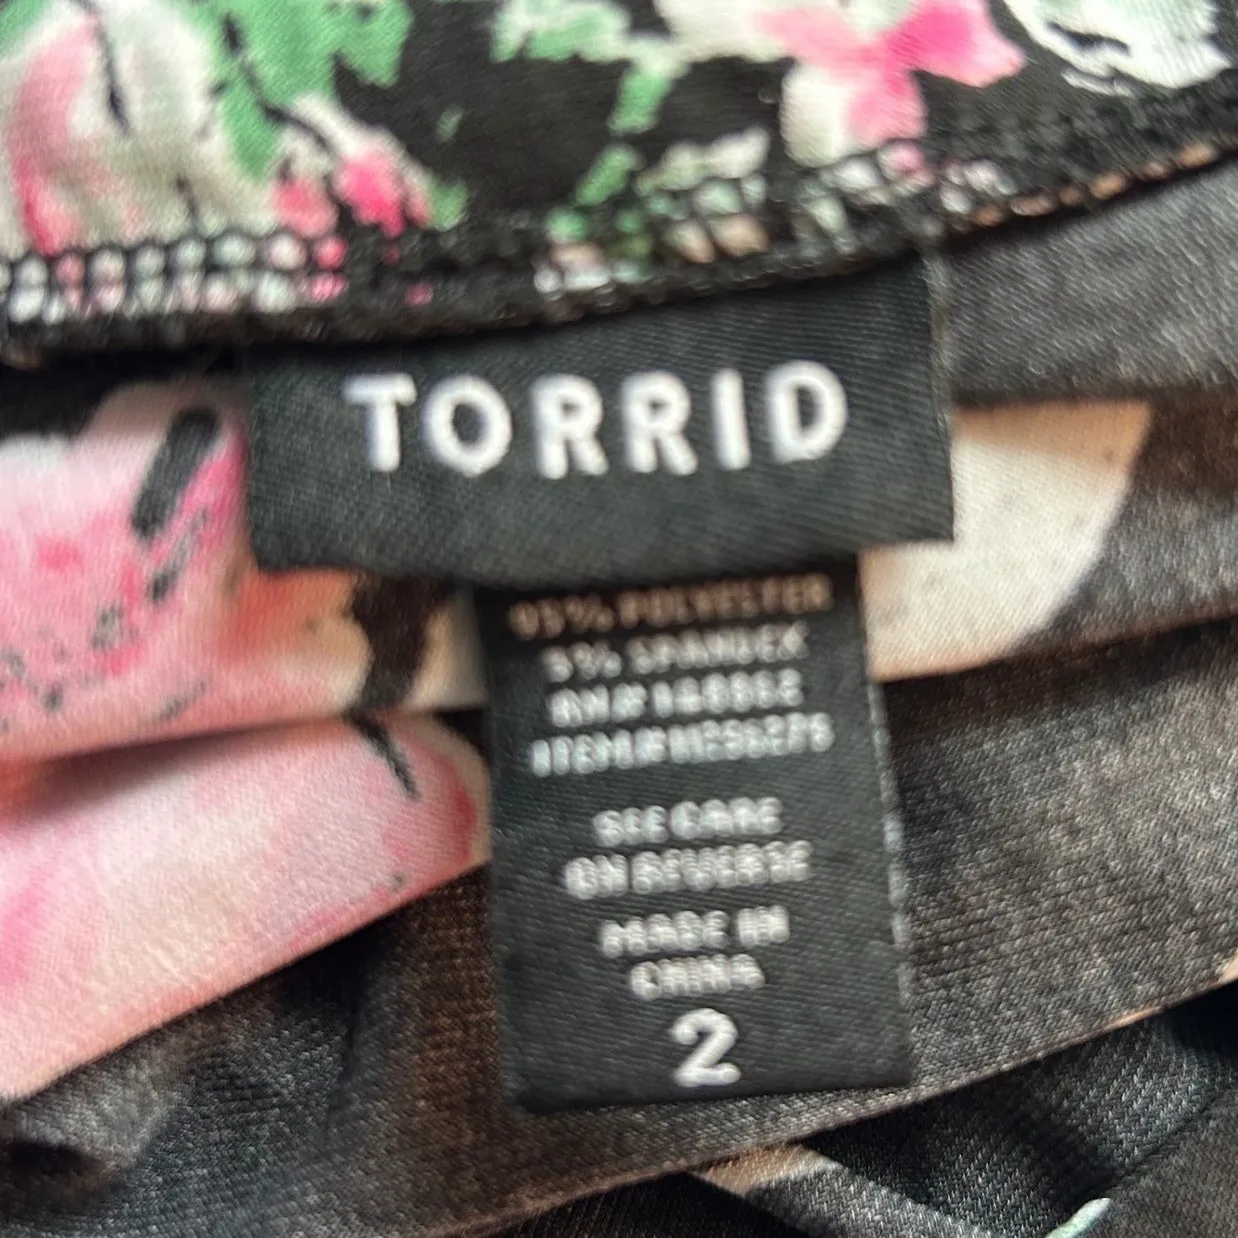 TORRID
95% POLYESTER
5% SPANDEX
SEE CARE
ON REVERSE
MADE IN
CHINA
2